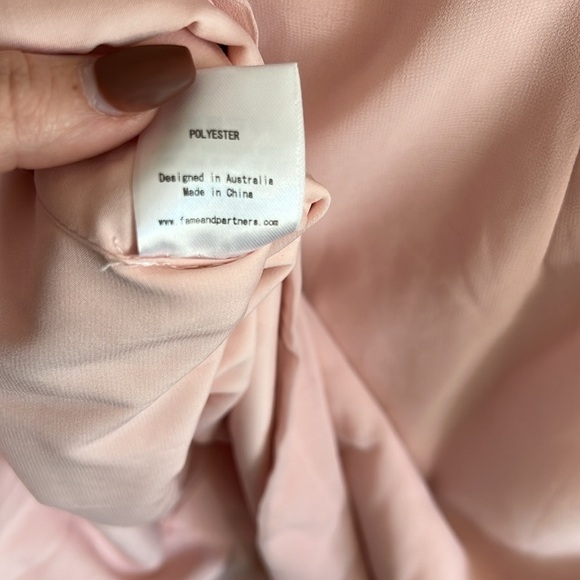 POLYESTER
Designed in Australia
Made in China
www.fameandpartners.com